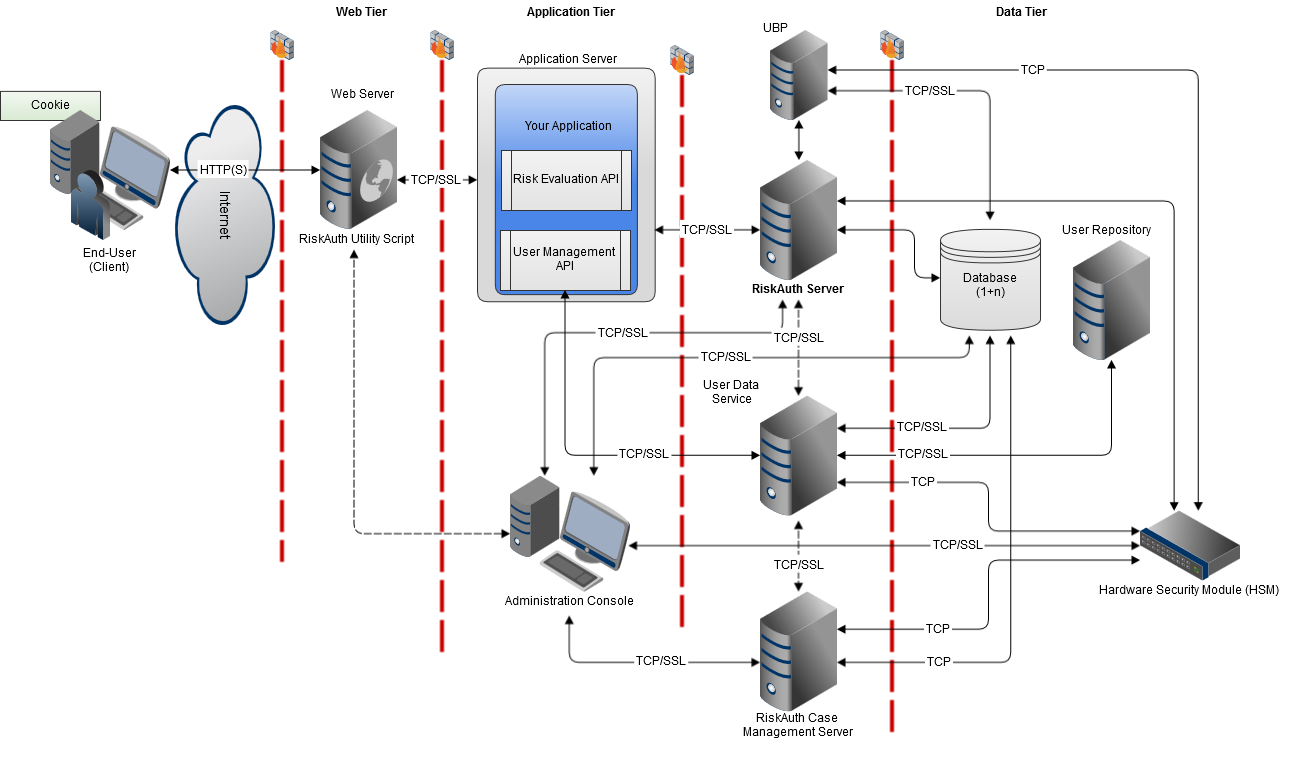 Web Tier
Application Tier
Data Tier
UBP
Application Server
TCP
TCP/SSL
Web Server
Cookie
Your Application
HTTP(S)
Risk Evaluation API
TCP/SSL
Internet
RiskAuth Utility Script
End-User
(Client)
User Management
API
TCP/SSL
RiskAuth Server
User Repository
Database
(1+n)
TCP/SSL
TCP/SSL
TCP/SSL
User Data
Service
TCP/SSL
TCP/SSL
TCP/SSL
TCP
TCP/SSL
TCP/SSL
Hardware Security Module (HSM)
Administration Console
TCP
TCP/SSL
TCP
RiskAuth Case
Management Server